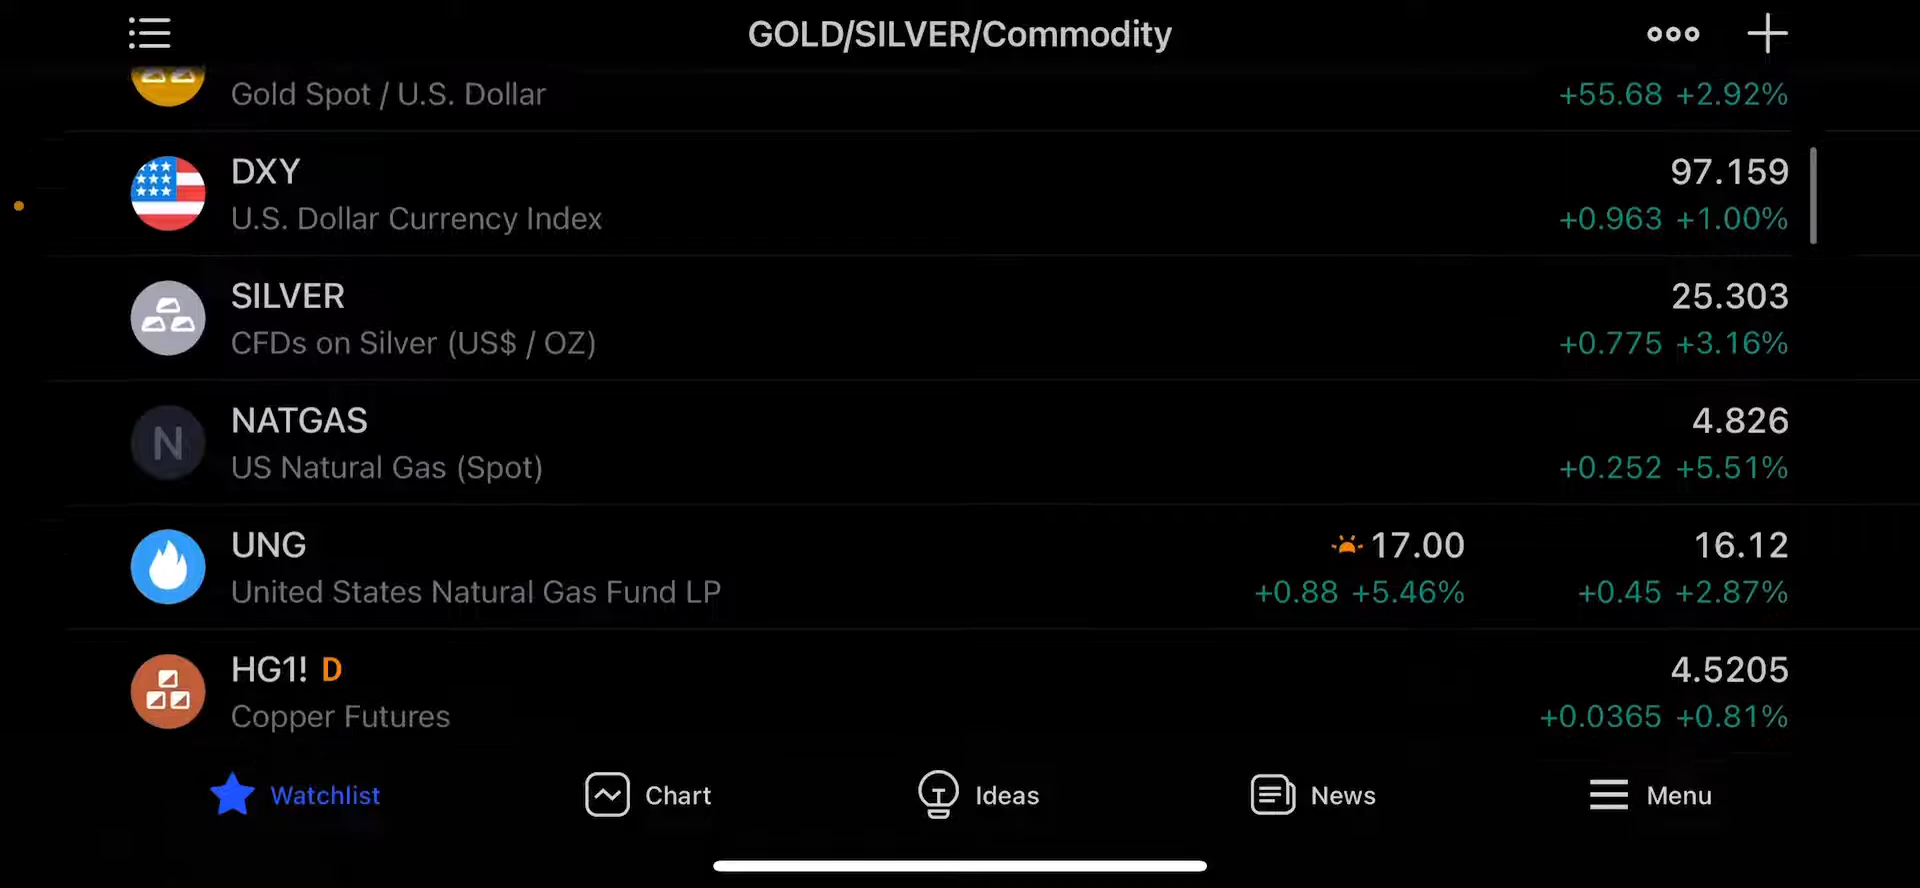 GOLD/SILVER/Commodity
Gold Spot / U.S. Dollar
+55.68 +2.92%
DXY
97.159
U.S. Dollar Currency Index
+0.963 +1.00%
SILVER
25.303
CFDs on Silver (US$ / OZ)
+0.775 +3.16%
N
NATGAS
4.826
US Natural Gas (Spot)
+0.252 +5.51%
UNG
17.00
16.12
United States Natural Gas Fund LP
+0.88 +5.46%
+0.45 +2.87%
HG1! D
4.5205
Copper Futures
+0.0365 +0.81%
Watchlist
Chart
Ideas
News
Menu